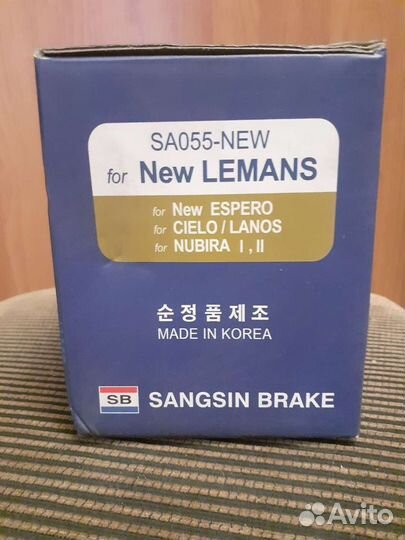 SA055-NEW
for New LEMANS
for New ESPERO
for CIELO / LANOS
for NUBIRA I , II
순정품제조
MADE IN KOREA
SB SANGSIN BRAKE
Avito